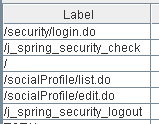 Label
/security/login.do
/j_spring_security_check
/
/socialProfile/list.do
/socialProfile/edit.do
/j_spring_security_logout